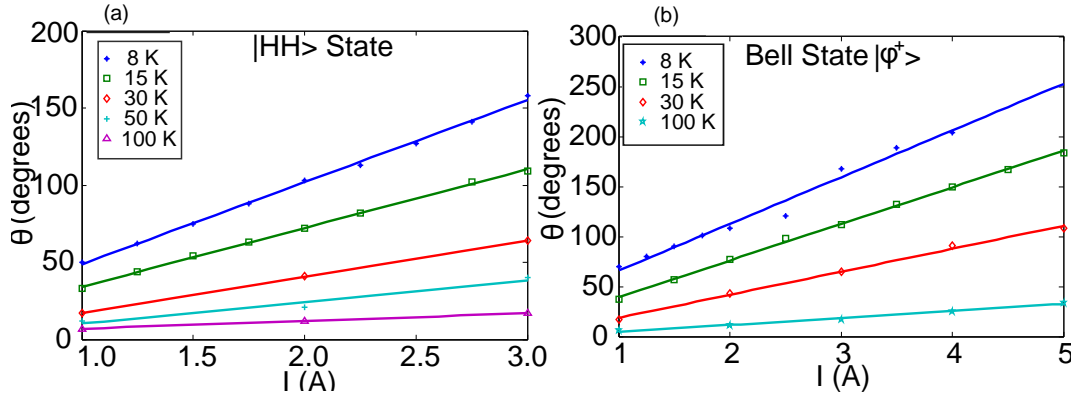 (a)
|HH> State
8 K
15 K
30 K
50 K
100 K
200
150
100
50
0
θ (degrees)
1.0
1.5
2.0
2.5
3.0
I (A)
(b)
Bell State |φ⁺>
8 K
15 K
30 K
100 K
300
250
200
150
100
50
0
θ (degrees)
1
2
3
4
5
I (A)